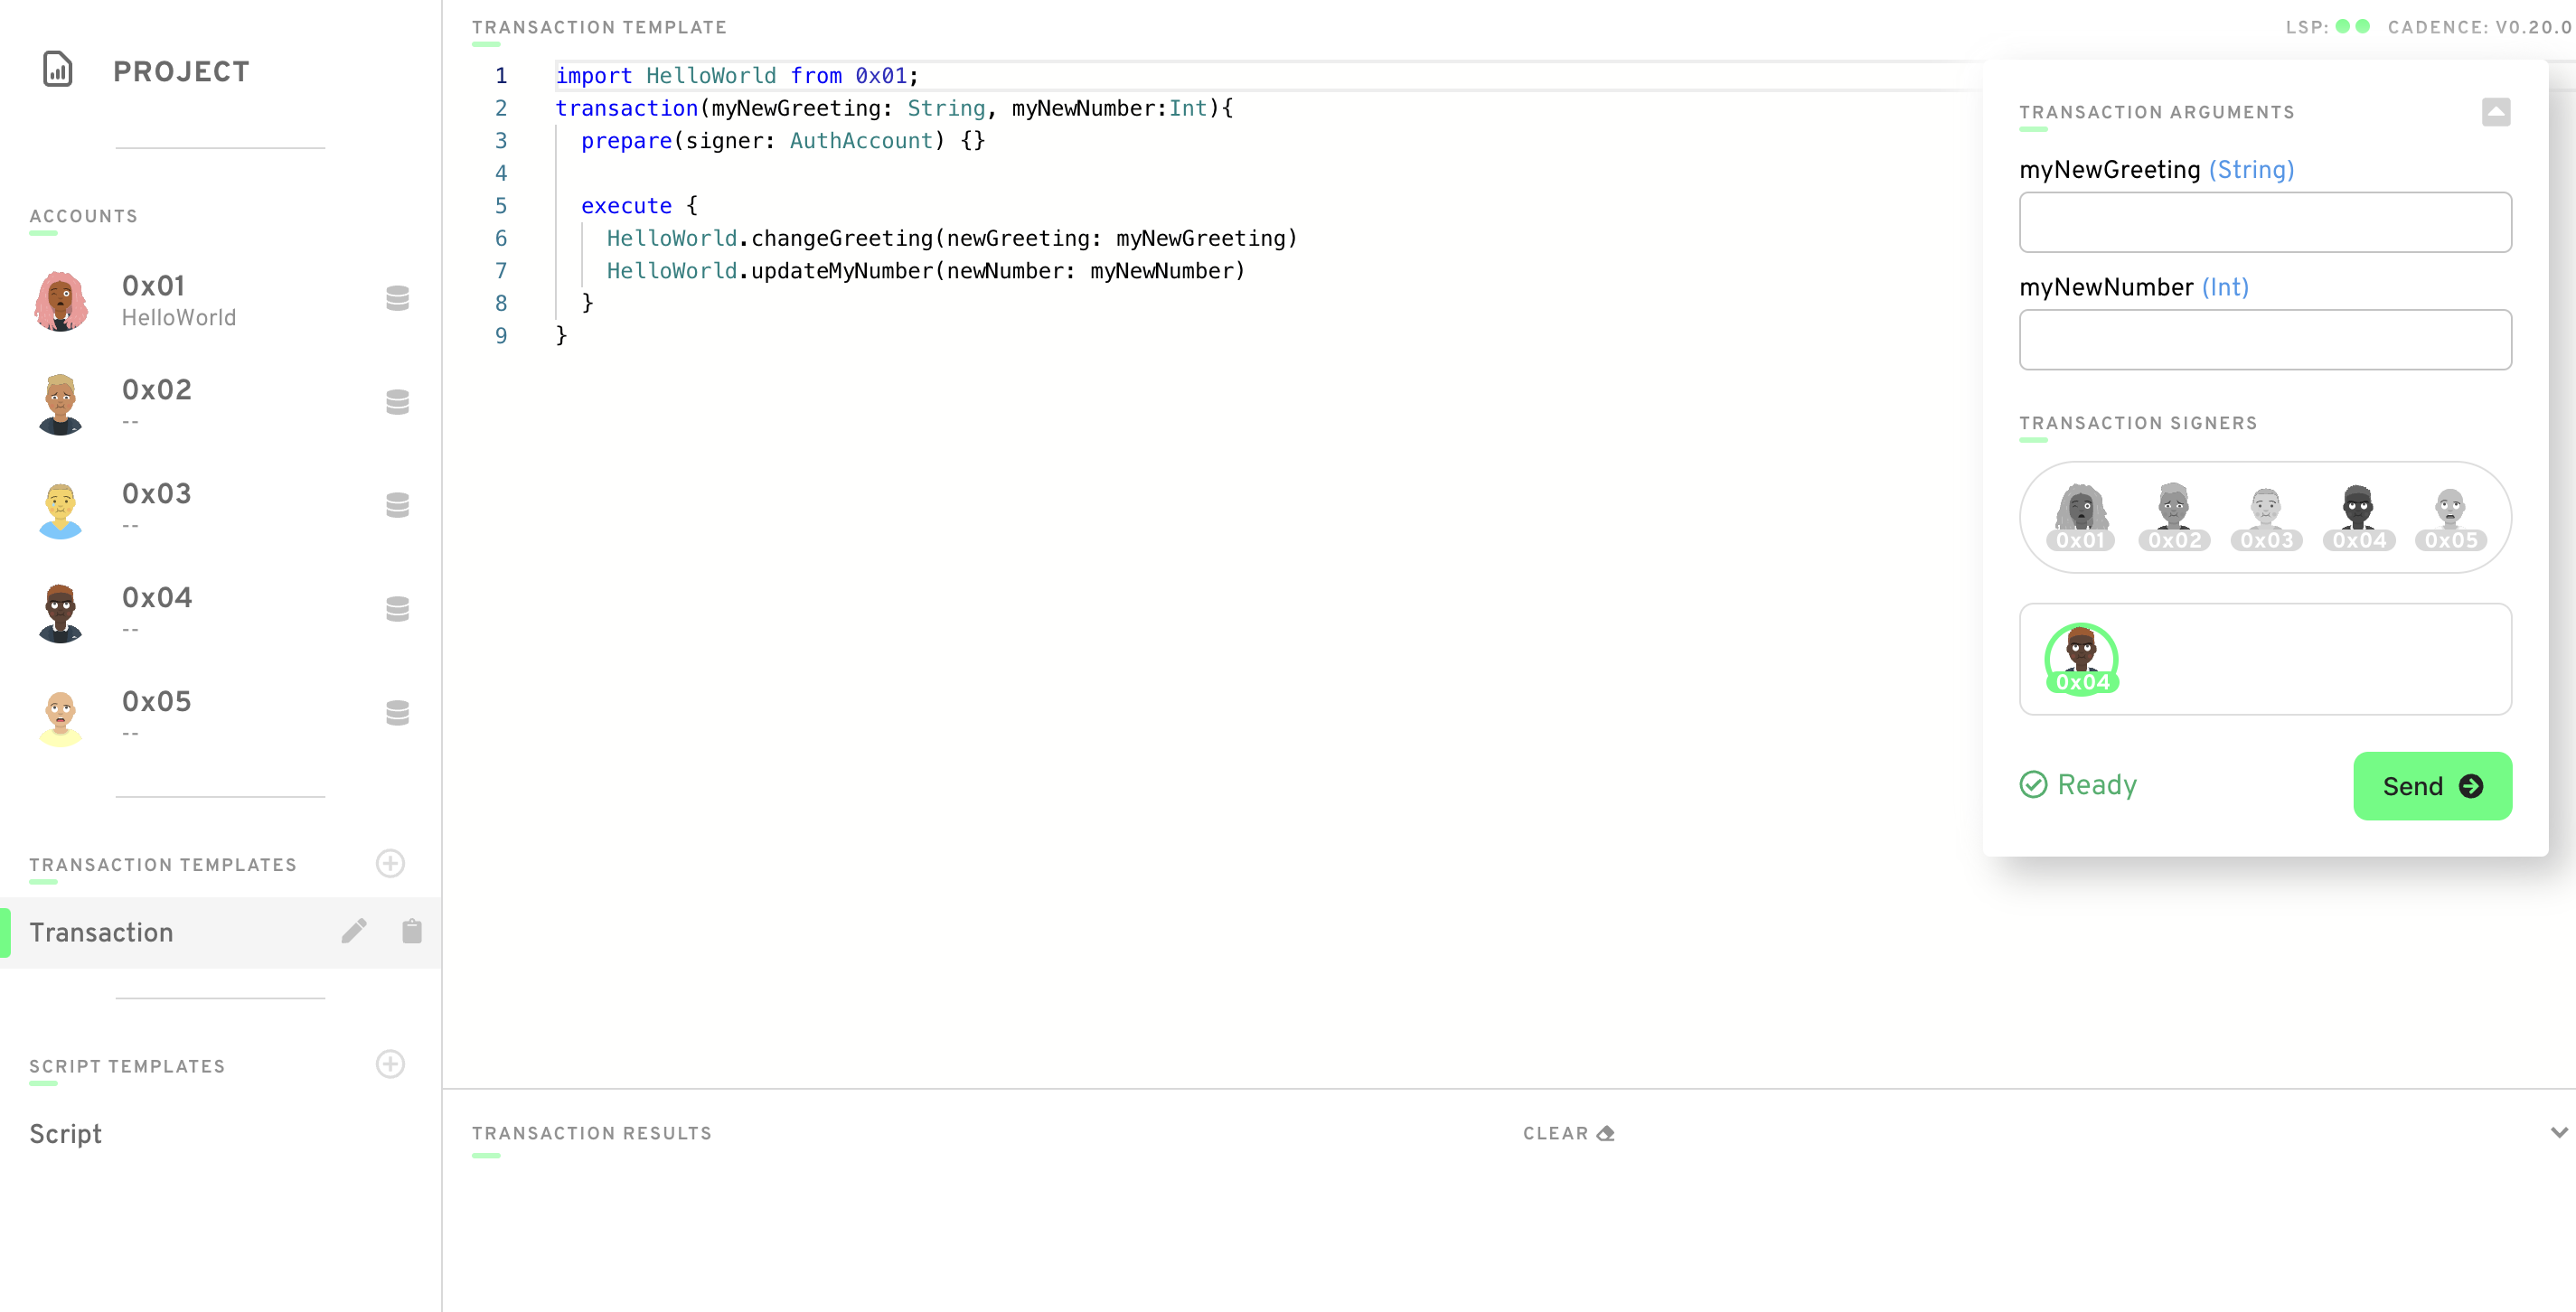 PROJECT
ACCOUNTS
0x01
HelloWorld
0x02
--
0x03
--
0x04
--
0x05
--
TRANSACTION TEMPLATES
Transaction
SCRIPT TEMPLATES
Script
TRANSACTION TEMPLATE
LSP: CADENCE: V0.20.0
1 import HelloWorld from 0x01;
2 transaction(myNewGreeting: String, myNewNumber:Int){
3 prepare(signer: AuthAccount) {}
4
5 execute {
6 HelloWorld.changeGreeting(newGreeting: myNewGreeting)
7 HelloWorld.updateMyNumber(newNumber: myNewNumber)
8 }
9 }
TRANSACTION ARGUMENTS
myNewGreeting (String)
myNewNumber (Int)
TRANSACTION SIGNERS
0x01 0x02 0x03 0x04 0x05
0x04
Ready
Send
TRANSACTION RESULTS
CLEAR